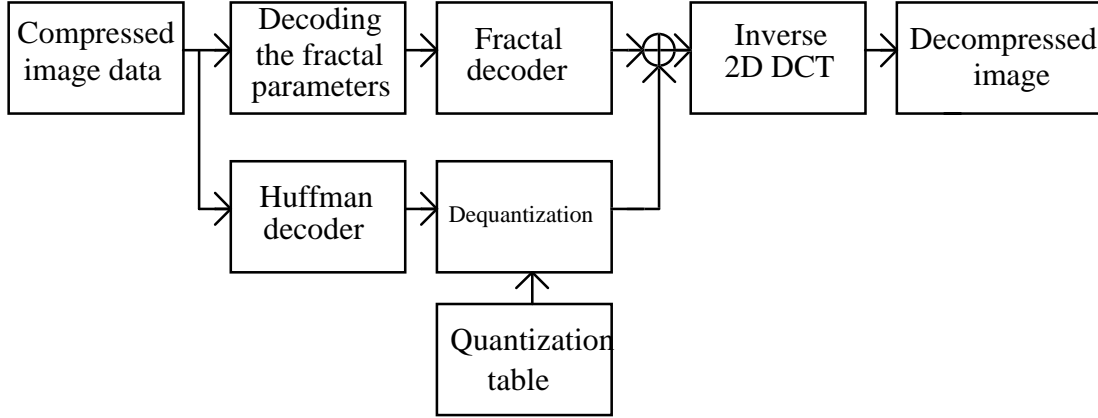 Compressed
image data
Decoding
the fractal
parameters
Fractal
decoder
Inverse
2D DCT
Decompressed
image
Huffman
decoder
Dequantization
Quantization
table